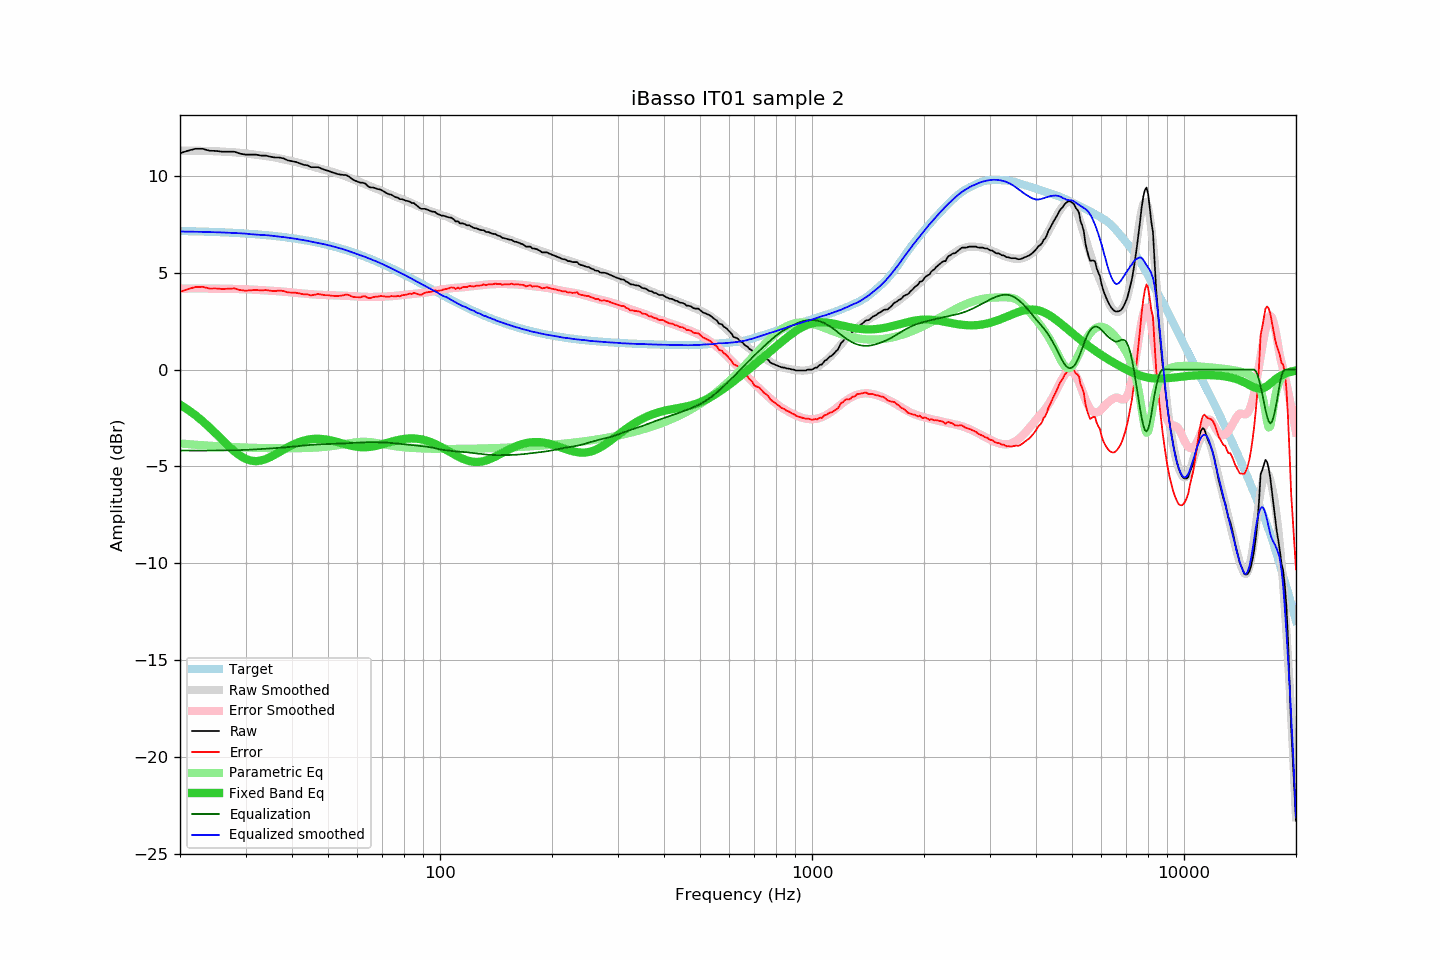 iBasso IT01 sample 2
Amplitude (dBr)
10
5
0
−5
−10
−15
−20
−25
Target
Raw Smoothed
Error Smoothed
Raw
Error
Parametric Eq
Fixed Band Eq
Equalization
Equalized smoothed
100
1000
10000
Frequency (Hz)